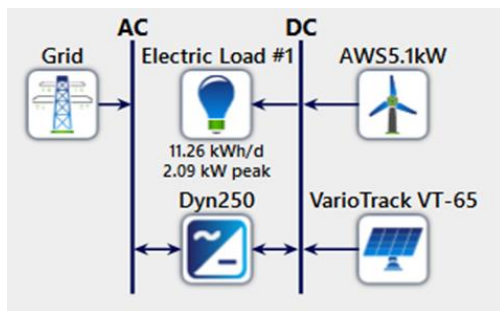 AC
DC
Grid
Electric Load #1
AWS5.1kW
11.26 kWh/d
2.09 kW peak
Dyn250
VarioTrack VT-65